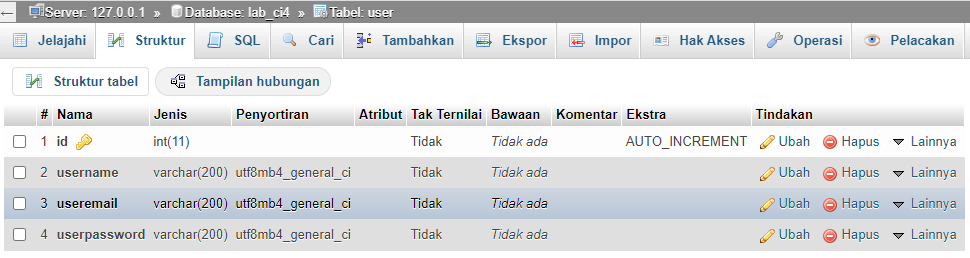 ← Server: 127.0.0.1 » Database: lab_ci4 » Tabel: user
Jelajahi Struktur SQL Cari Tambahkan Ekspor Impor Hak Akses Operasi Pelacakan
Struktur tabel Tampilan hubungan
# Nama Jenis Penyortiran Atribut Tak Ternilai Bawaan Komentar Ekstra Tindakan
1 id int(11) Tidak Tidak ada AUTO_INCREMENT Ubah Hapus Lainnya
2 username varchar(200) utf8mb4_general_ci Tidak Tidak ada Ubah Hapus Lainnya
3 useremail varchar(200) utf8mb4_general_ci Tidak Tidak ada Ubah Hapus Lainnya
4 userpassword varchar(200) utf8mb4_general_ci Tidak Tidak ada Ubah Hapus Lainnya